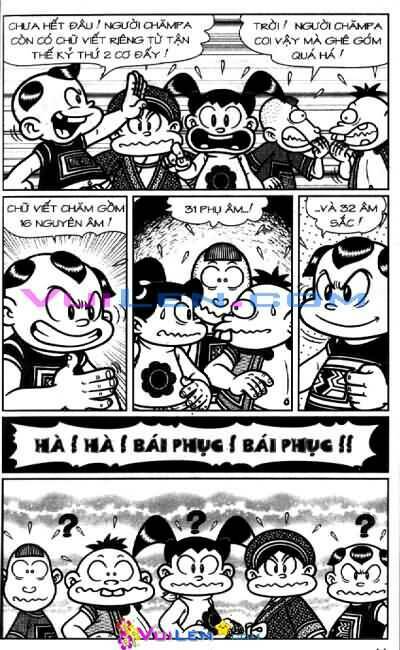 CHƯA HẾT ĐÂU! NGƯỜI CHĂMPA
CÒN CÓ CHỮ VIẾT RIÊNG TỪ TẬN
THẾ KỶ THỨ 2 CƠ ĐẤY!
TRỜI! NGƯỜI CHĂMPA
COI VẬY MÀ GHÊ GỚM
QUÁ HÁ!
CHỮ VIẾT CHĂM GỒM
16 NGUYÊN ÂM!
31 PHỤ ÂM...!
...VÀ 32 ÂM
SẮC!
VUILEN.COM
HÀ! HÀ! BÁI PHỤC! BÁI PHỤC!!
? ? ?
VUILEN
.com